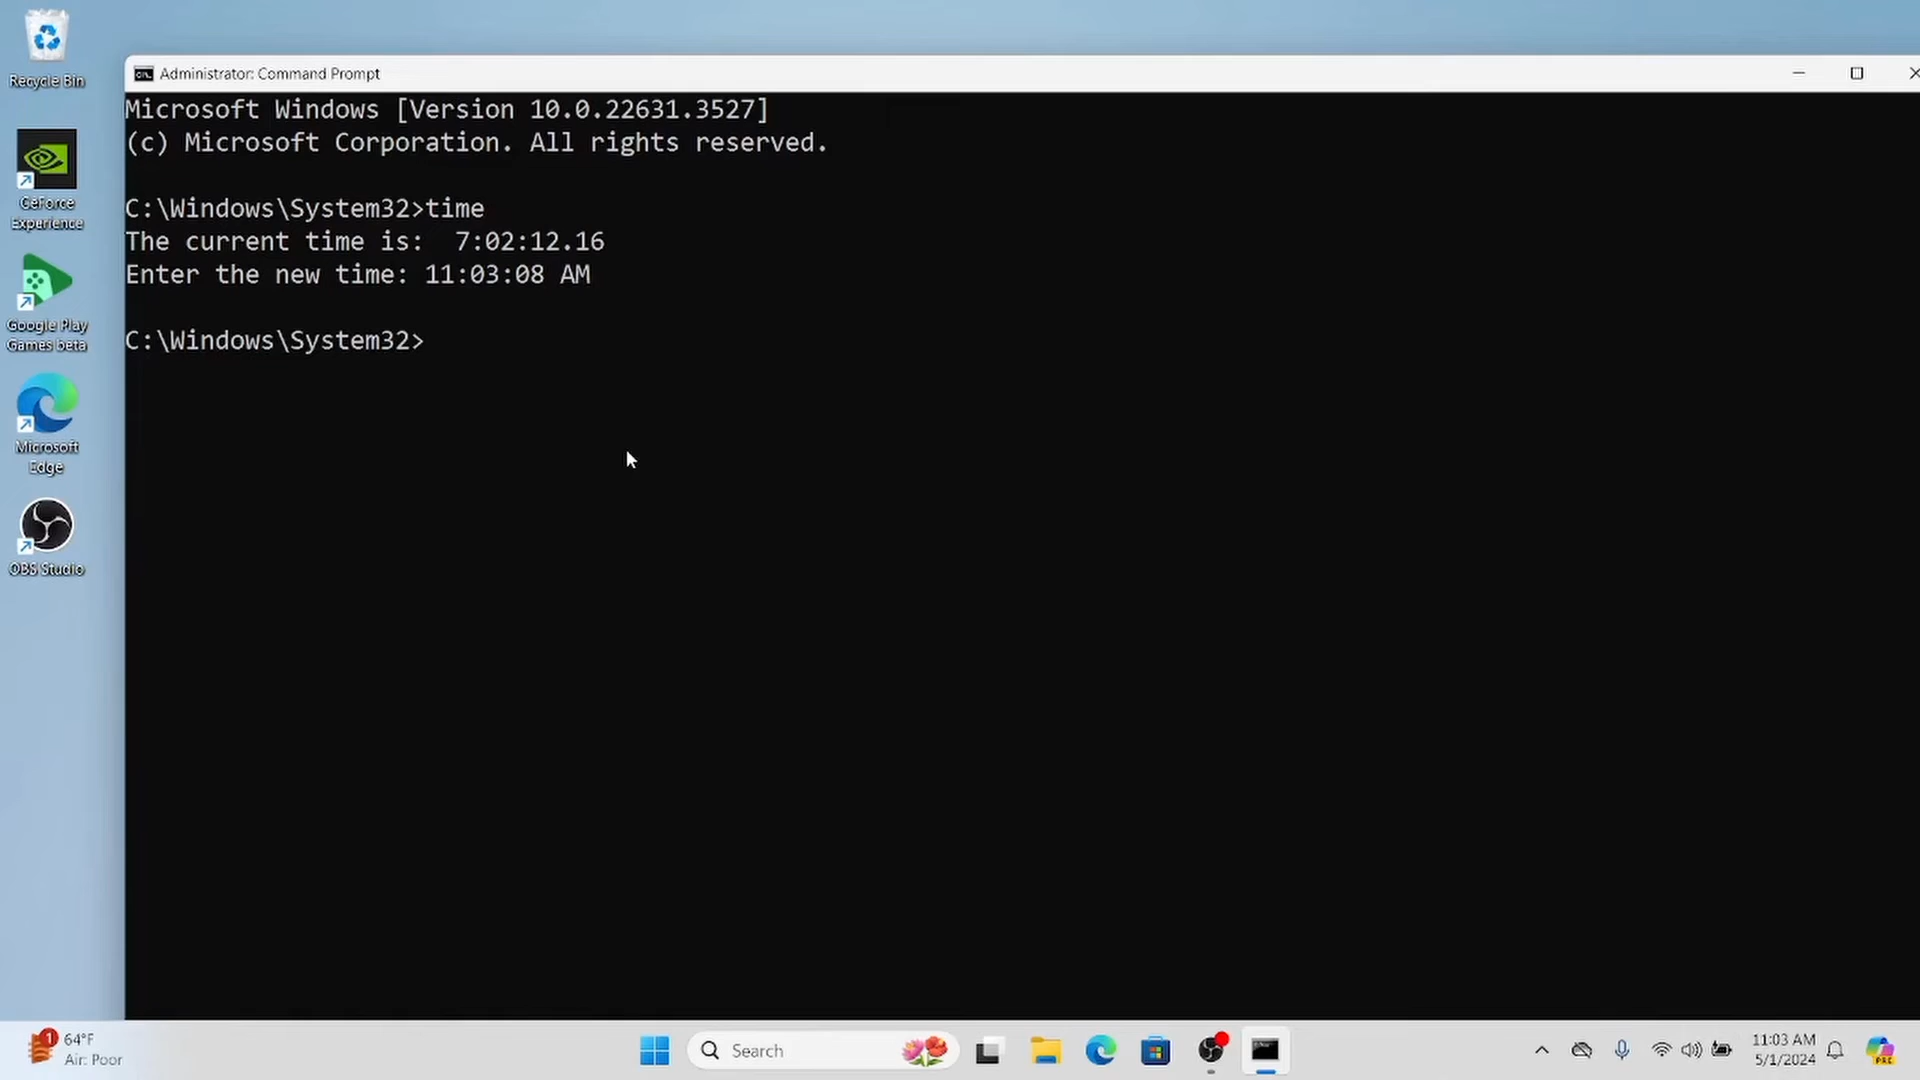 Recycle Bin
GeForce
Experience
Google Play
Games beta
Microsoft
Edge
OBS Studio
Administrator: Command Prompt
Microsoft Windows [Version 10.0.22631.3527]
(c) Microsoft Corporation. All rights reserved.
C:\Windows\System32>time
The current time is:  7:02:12.16
Enter the new time: 11:03:08 AM
C:\Windows\System32>
1
64°F
Air: Poor
Search
11:03 AM
5/1/2024
PRE